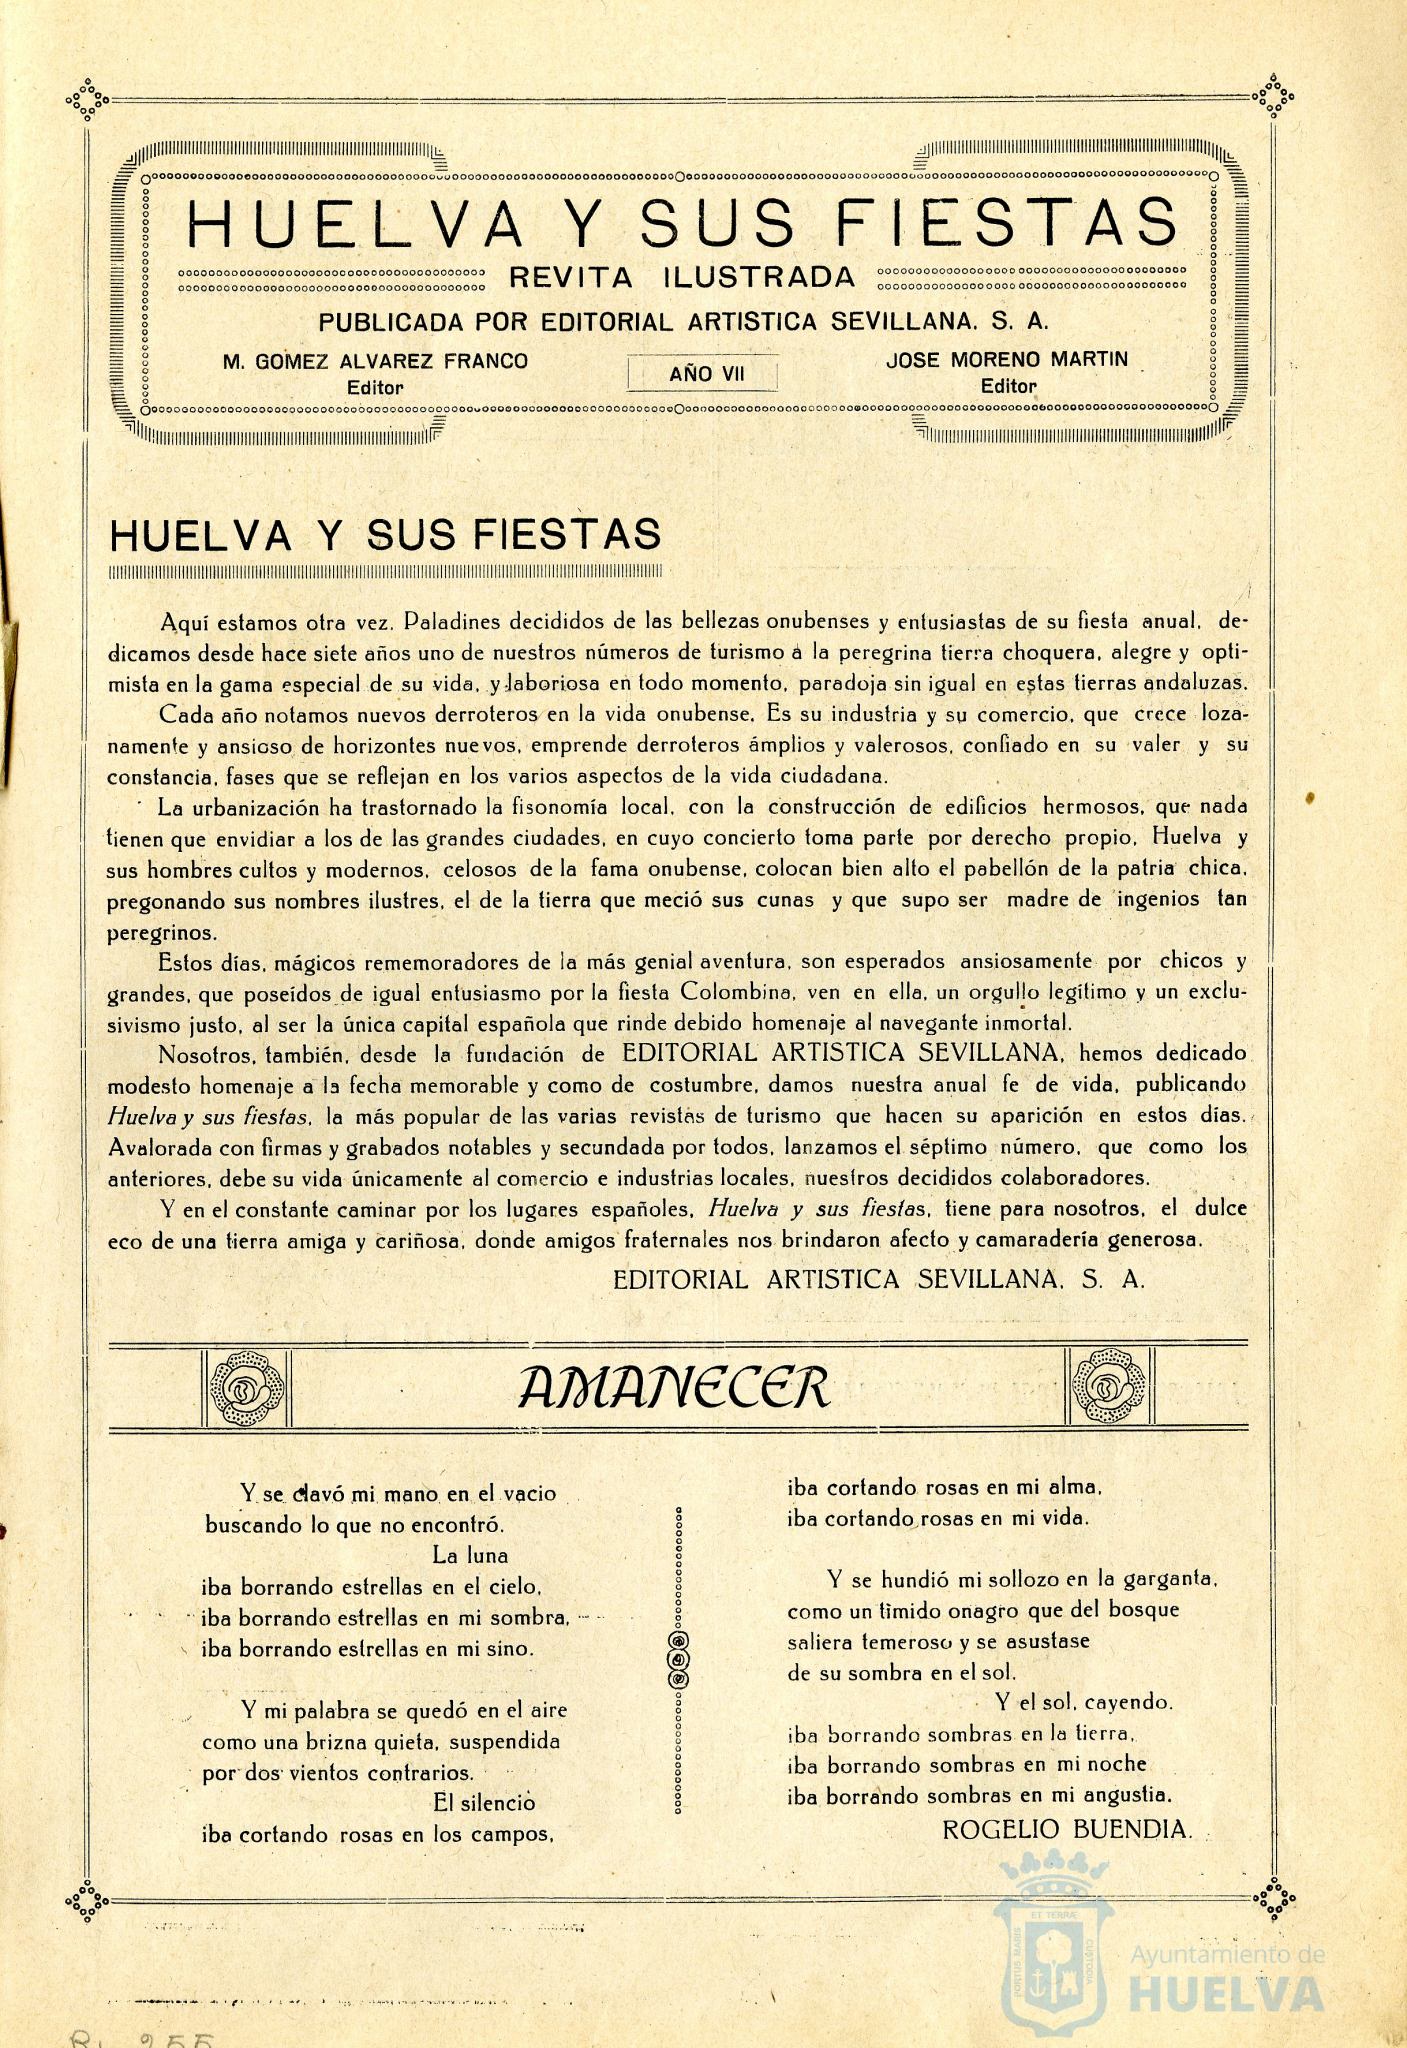 HUELVA Y SUS FIESTAS
REVITA ILUSTRADA
PUBLICADA POR EDITORIAL ARTISTICA SEVILLANA. S. A.
M. GOMEZ ALVAREZ FRANCO
Editor
AÑO VII
JOSE MORENO MARTIN
Editor
HUELVA Y SUS FIESTAS
Aquí estamos otra vez. Paladines decididos de las bellezas onubenses y entusiastas de su fiesta anual, de-
dicamos desde hace siete años uno de nuestros números de turismo a la peregrina tierra choquera, alegre y opti-
mista en la gama especial de su vida, y laboriosa en todo momento, paradoja sin igual en estas tierras andaluzas.
Cada año notamos nuevos derroteros en la vida onubense. Es su industria y su comercio, que crece loza-
namente y ansioso de horizontes nuevos, emprende derroteros ámplios y valerosos, confiado en su valer y su
constancia, fases que se reflejan en los varios aspectos de la vida ciudadana.
La urbanización ha trastornado la fisonomía local, con la construcción de edificios hermosos, que nada
tienen que envidiar a los de las grandes ciudades, en cuyo concierto toma parte por derecho propio, Huelva y
sus hombres cultos y modernos, celosos de la fama onubense, colocan bien alto el pabellón de la patria chica,
pregonando sus nombres ilustres, el de la tierra que meció sus cunas y que supo ser madre de ingenios tan
peregrinos.
Estos días, mágicos rememoradores de la más genial aventura, son esperados ansiosamente por chicos y
grandes, que poseídos de igual entusiasmo por la fiesta Colombina, ven en ella, un orgullo legítimo y un exclu-
sivismo justo, al ser la única capital española que rinde debido homenaje al navegante inmortal.
Nosotros, también, desde la fundación de EDITORIAL ARTISTICA SEVILLANA, hemos dedicado
modesto homenaje a la fecha memorable y como de costumbre, damos nuestra anual fe de vida, publicando
Huelva y sus fiestas, la más popular de las varias revistas de turismo que hacen su aparición en estos días.
Avalorada con firmas y grabados notables y secundada por todos, lanzamos el séptimo número, que como los
anteriores, debe su vida únicamente al comercio e industrias locales, nuestros decididos colaboradores.
Y en el constante caminar por los lugares españoles, Huelva y sus fiestas, tiene para nosotros, el dulce
eco de una tierra amiga y cariñosa, donde amigos fraternales nos brindaron afecto y camaradería generosa.
EDITORIAL ARTISTICA SEVILLANA, S. A.
AMANECER
Y se clavó mi mano en el vacio
buscando lo que no encontró.
La luna
iba borrando estrellas en el cielo,
iba borrando estrellas en mi sombra,
iba borrando estrellas en mi sino.
Y mi palabra se quedó en el aire
como una brizna quieta, suspendida
por dos vientos contrarios.
El silencio
iba cortando rosas en los campos,
iba cortando rosas en mi alma,
iba cortando rosas en mi vida.
Y se hundió mi sollozo en la garganta,
como un tìmido onagro que del bosque
saliera temeroso y se asustase
de su sombra en el sol.
Y el sol, cayendo.
iba borrando sombras en la tierra,
iba borrando sombras en mi noche
iba borrando sombras en mi angustia.
ROGELIO BUENDIA.
PORTUS MARIS ET TERRÆ CUSTODIA
Ayuntamiento de
HUELVA